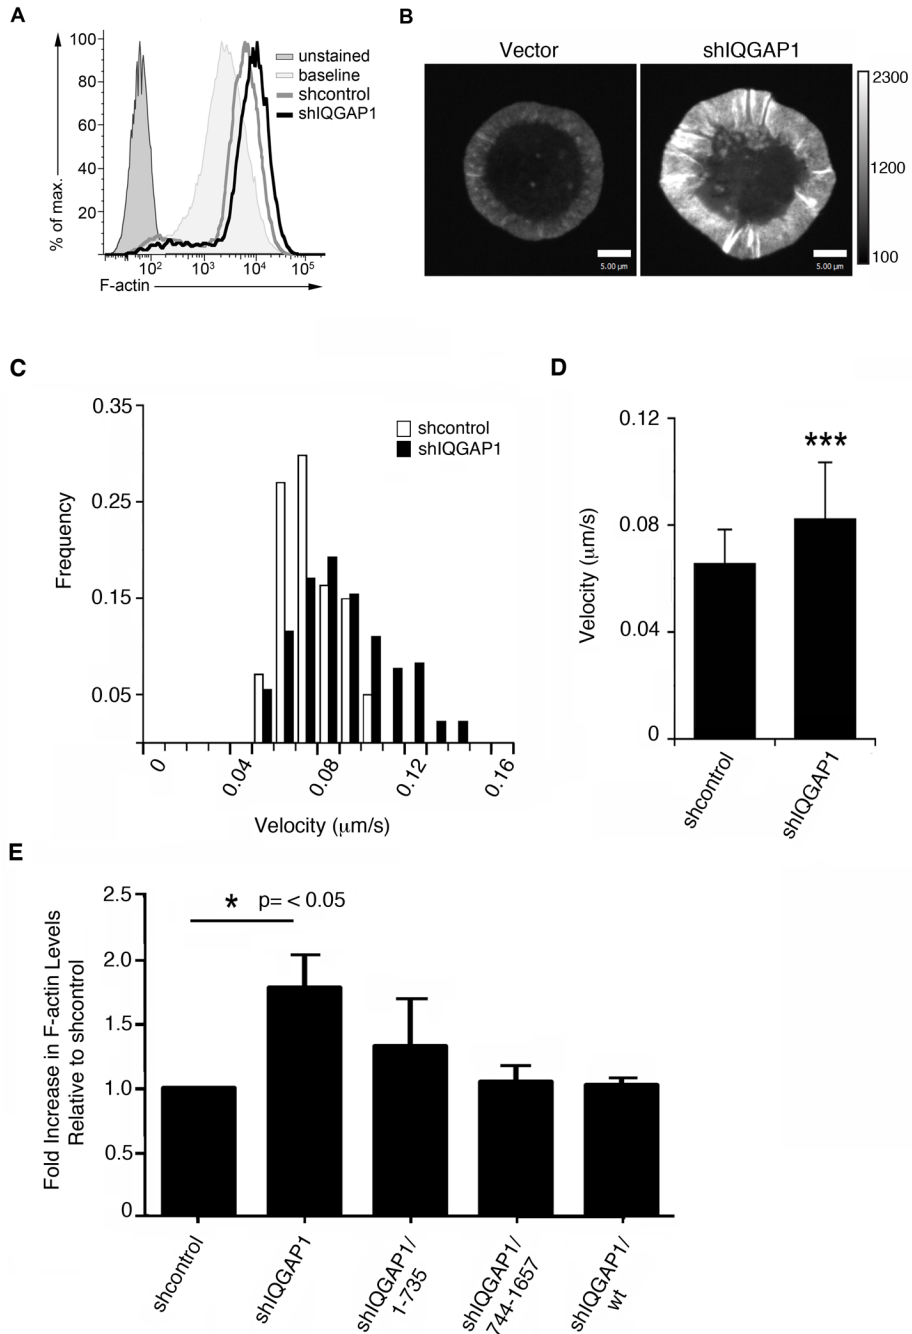 A
100
80
60
40
20
% of max.
10²
10³
10⁴
10⁵
F-actin
unstained
baseline
shcontrol
shIQGAP1
B
Vector
shIQGAP1
5.00 μm
5.00 μm
2300
1200
100
C
0.35
0.25
0.15
0.05
Frequency
shcontrol
shIQGAP1
0
0.04
0.08
0.12
0.16
Velocity (μm/s)
D
0.12
0.08
0.04
0
Velocity (μm/s)
***
shcontrol
shIQGAP1
E
2.5
2.0
1.5
1.0
0.5
0
Fold Increase in F-actin Levels
Relative to shcontrol
* p= < 0.05
shcontrol
shIQGAP1
shIQGAP1/
1-735
shIQGAP1/
744-1657
shIQGAP1/
wt